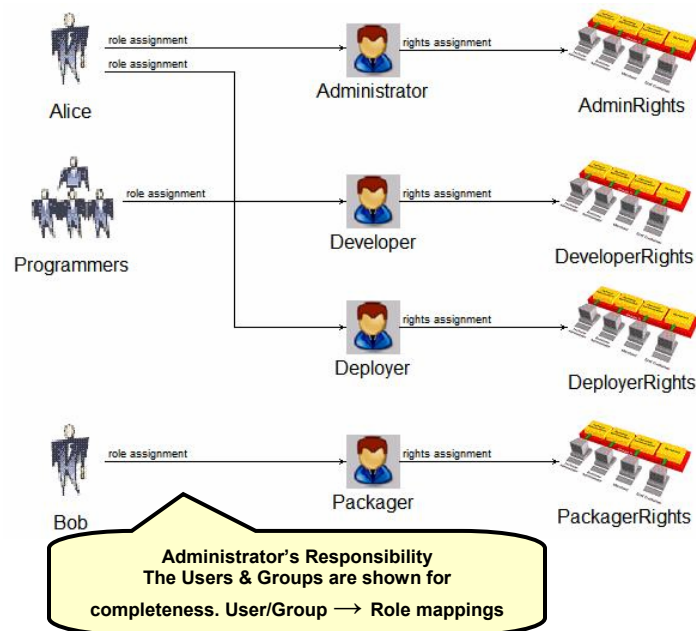 role assignment
rights assignment
role assignment
Alice
Administrator
AdminRights
role assignment
rights assignment
Programmers
Developer
DeveloperRights
rights assignment
Deployer
DeployerRights
role assignment
rights assignment
Bob
Packager
PackagerRights
Administrator's Responsibility
The Users & Groups are shown for
completeness. User/Group → Role mappings